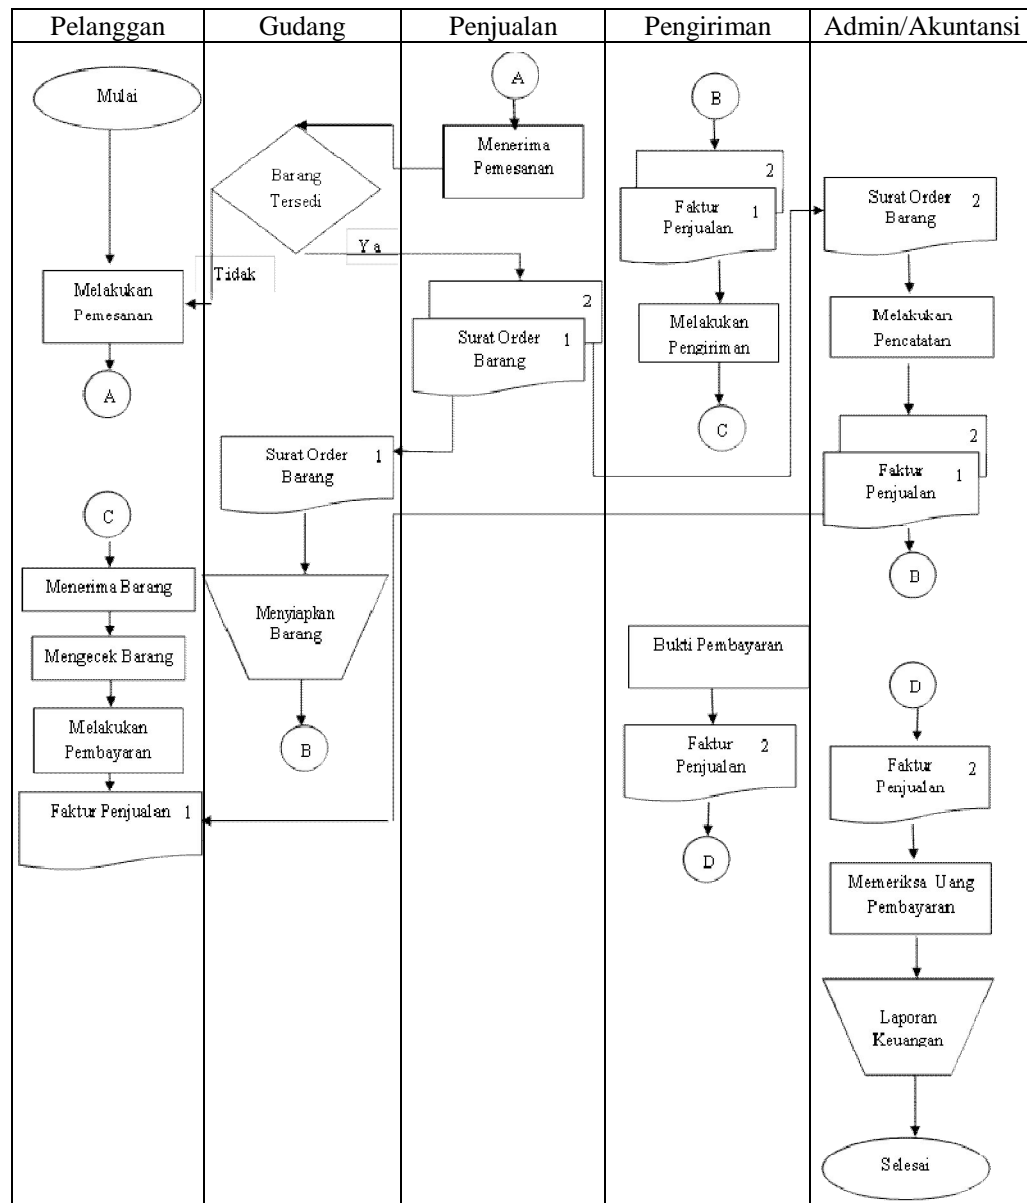 Pelanggan
Gudang
Penjualan
Pengiriman
Admin/Akuntansi
Mulai
Melakukan
Pemesanan
A
C
Menerima Barang
Mengecek Barang
Melakukan
Pembayaran
Faktur Penjualan 1
Barang
Tersedi
Ya
Tidak
Surat Order 1
Barang
Menyiapkan
Barang
B
A
Menerima
Pemesanan
2
Surat Order 1
Barang
B
2
Faktur 1
Penjualan
Melakukan
Pengiriman
C
Bukti Pembayaran
Faktur 2
Penjualan
D
Surat Order 2
Barang
Melakukan
Pencatatan
2
Faktur 1
Penjualan
B
D
Faktur 2
Penjualan
Memeriksa Uang
Pembayaran
Laporan
Keuangan
Selesai